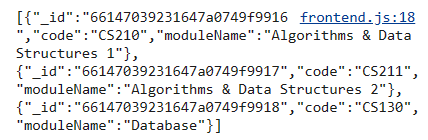 [{"_id":"66147039231647a0749f9916 frontend.js:18
","code":"CS210","moduleName":"Algorithms & Data
Structures 1"},
{"_id":"66147039231647a0749f9917","code":"CS211",
"moduleName":"Algorithms & Data Structures 2"},
{"_id":"66147039231647a0749f9918","code":"CS130",
"moduleName":"Database"}]